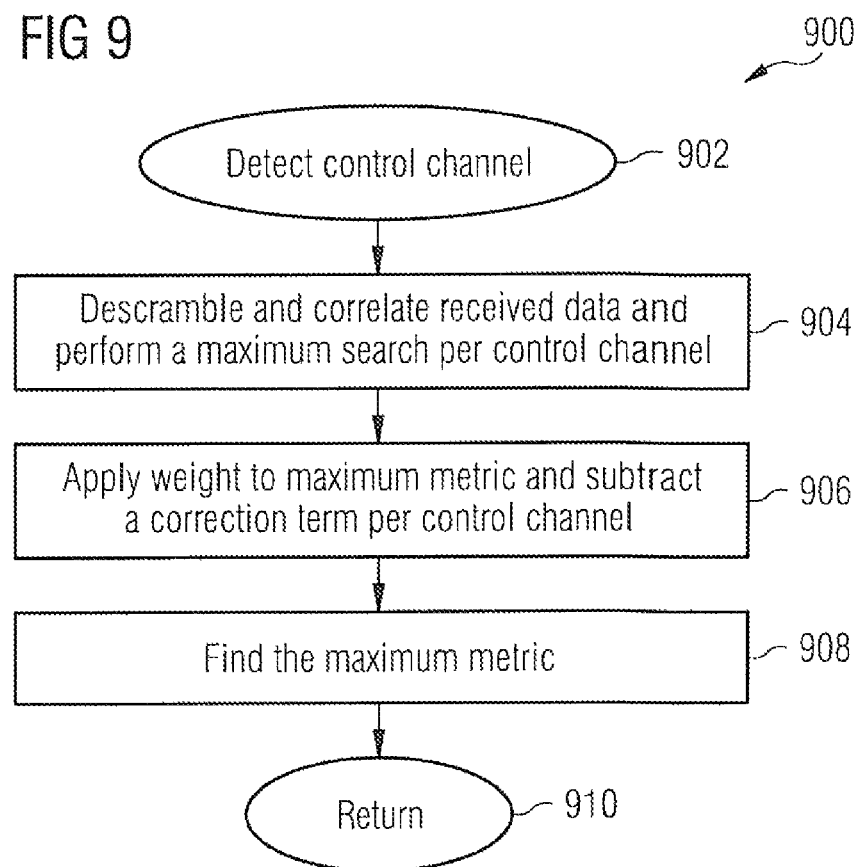 FIG 9
900
Detect control channel
902
Descramble and correlate received data and
perform a maximum search per control channel
904
Apply weight to maximum metric and subtract
a correction term per control channel
906
Find the maximum metric
908
Return
910